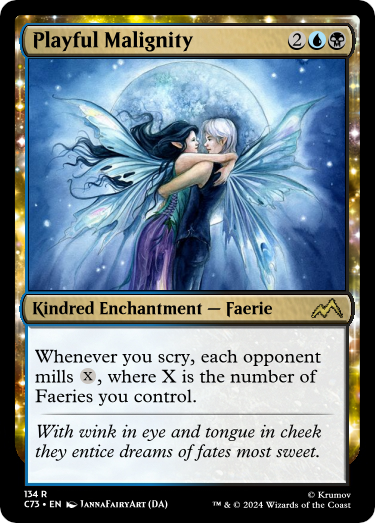 Playful Malignity 2
Kindred Enchantment — Faerie
Whenever you scry, each opponent
mills X, where X is the number of
Faeries you control.
With wink in eye and tongue in cheek
they entice dreams of fates most sweet.
134 R
C73 • EN JannaFairyArt (DA)
© Krumov
™ & © 2024 Wizards of the Coast